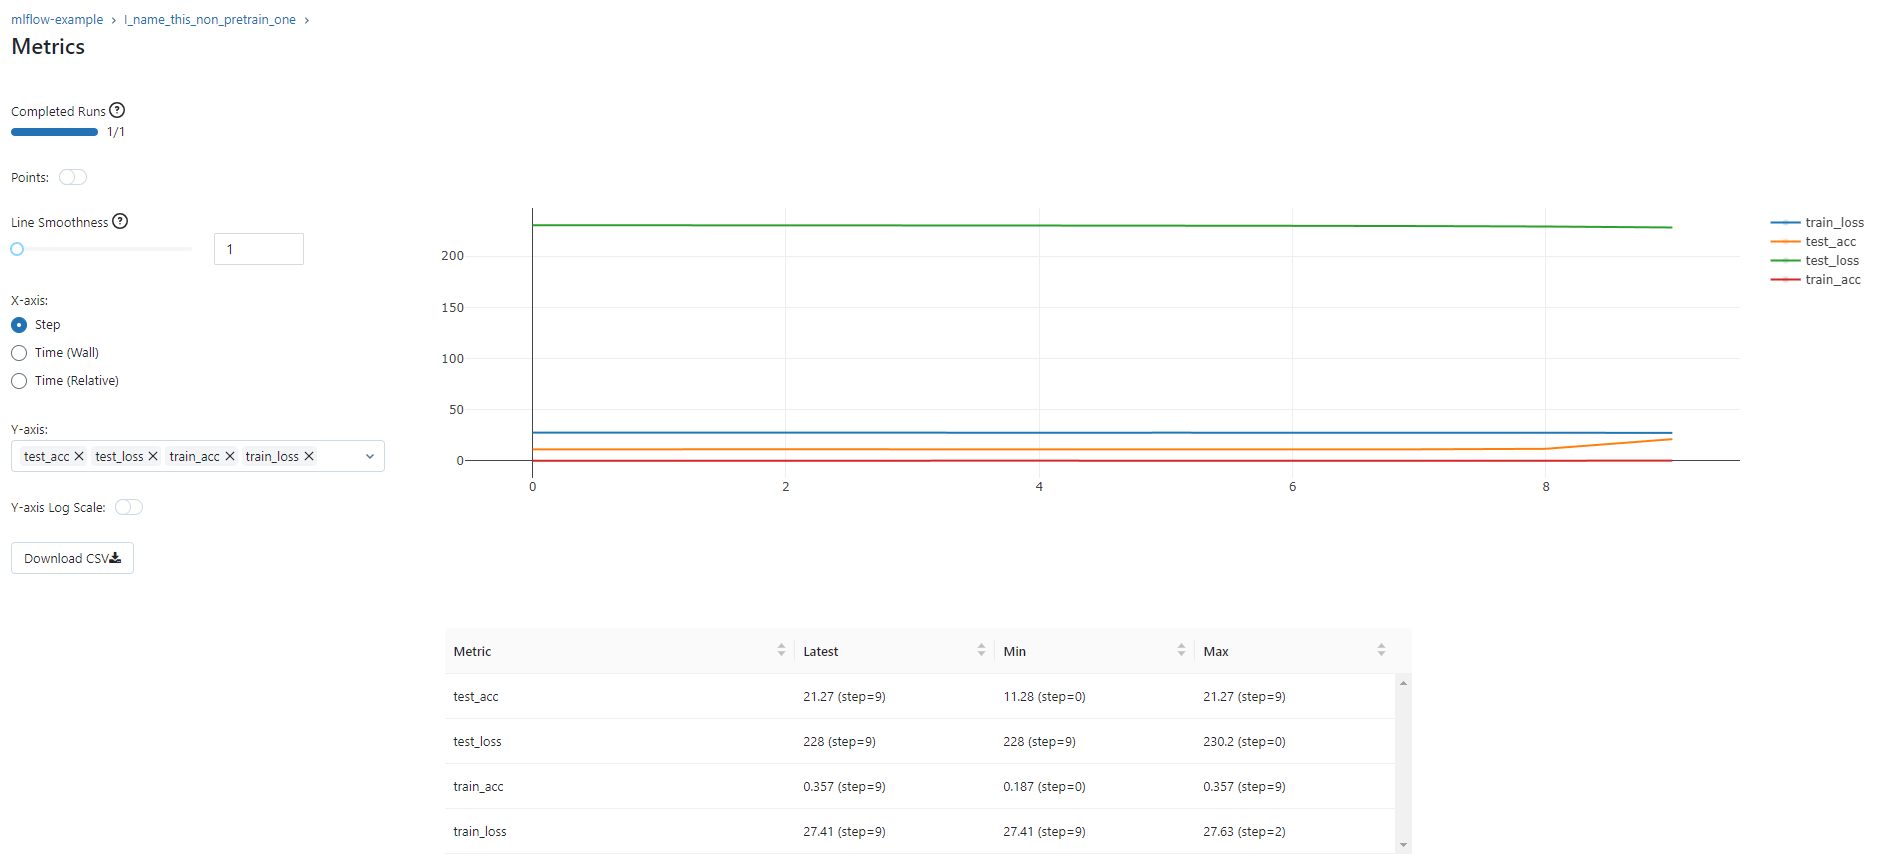 mlflow-example › I_name_this_non_pretrain_one ›
Metrics
Completed Runs ?
1/1
Points:
Line Smoothness ?
1
X-axis:
Step
Time (Wall)
Time (Relative)
Y-axis:
test_acc × test_loss × train_acc × train_loss ×
Y-axis Log Scale:
Download CSV
200
150
100
50
0
0 2 4 6 8
train_loss
test_acc
test_loss
train_acc
Metric Latest Min Max
test_acc 21.27 (step=9) 11.28 (step=0) 21.27 (step=9)
test_loss 228 (step=9) 228 (step=9) 230.2 (step=0)
train_acc 0.357 (step=9) 0.187 (step=0) 0.357 (step=9)
train_loss 27.41 (step=9) 27.41 (step=9) 27.63 (step=2)